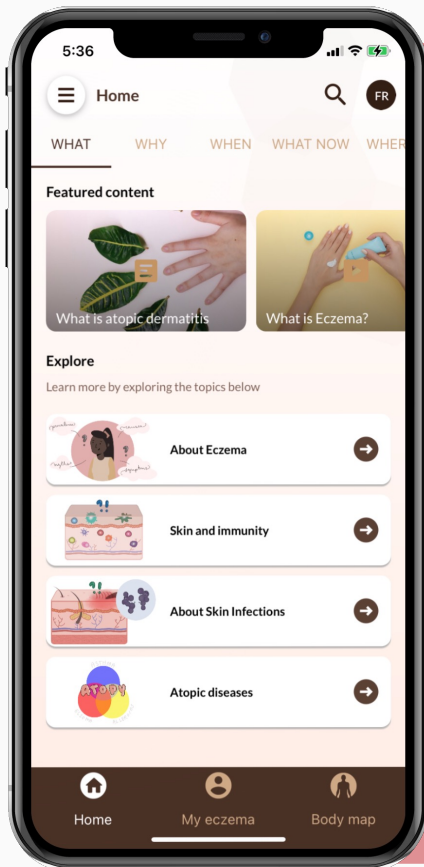 5:36
Home
FR
WHAT WHY WHEN WHAT NOW WHER
Featured content
What is atopic dermatitis
What is Eczema?
Explore
Learn more by exploring the topics below
About Eczema
Skin and immunity
About Skin Infections
ATOPY
Atopic diseases
Home
My eczema
Body map